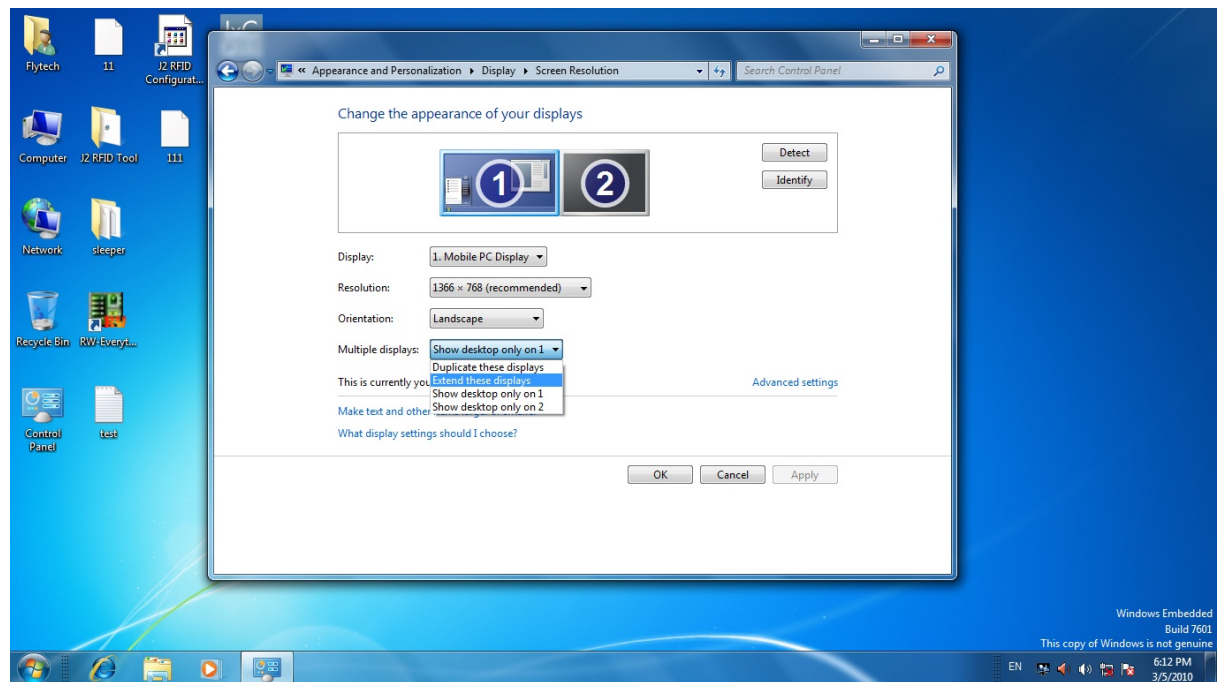 Flytech
11
J2 RFID
Configurat...
Computer
J2 RFID Tool
111
Network
sleeper
Recycle Bin
RW-Everyt...
Control
Panel
test
« Appearance and Personalization ▸ Display ▸ Screen Resolution
Search Control Panel
Change the appearance of your displays
1
2
Detect
Identify
Display:
1. Mobile PC Display
Resolution:
1366 × 768 (recommended)
Orientation:
Landscape
Multiple displays:
Show desktop only on 1
Duplicate these displays
Extend these displays
Show desktop only on 1
Show desktop only on 2
This is currently
Advanced settings
Make text and
What display settings should I choose?
OK
Cancel
Apply
Windows Embedded
Build 7601
This copy of Windows is not genuine
EN
6:12 PM
3/5/2010